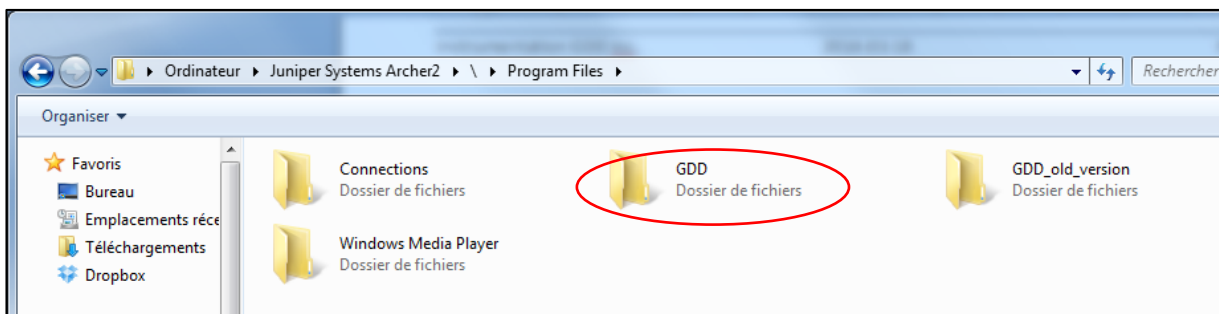 Ordinateur ▸ Juniper Systems Archer2 ▸ \ ▸ Program Files ▸
Rechercher
Organiser
Favoris
Bureau
Emplacements réce
Téléchargements
Dropbox
Connections
Dossier de fichiers
GDD
Dossier de fichiers
GDD_old_version
Dossier de fichiers
Windows Media Player
Dossier de fichiers